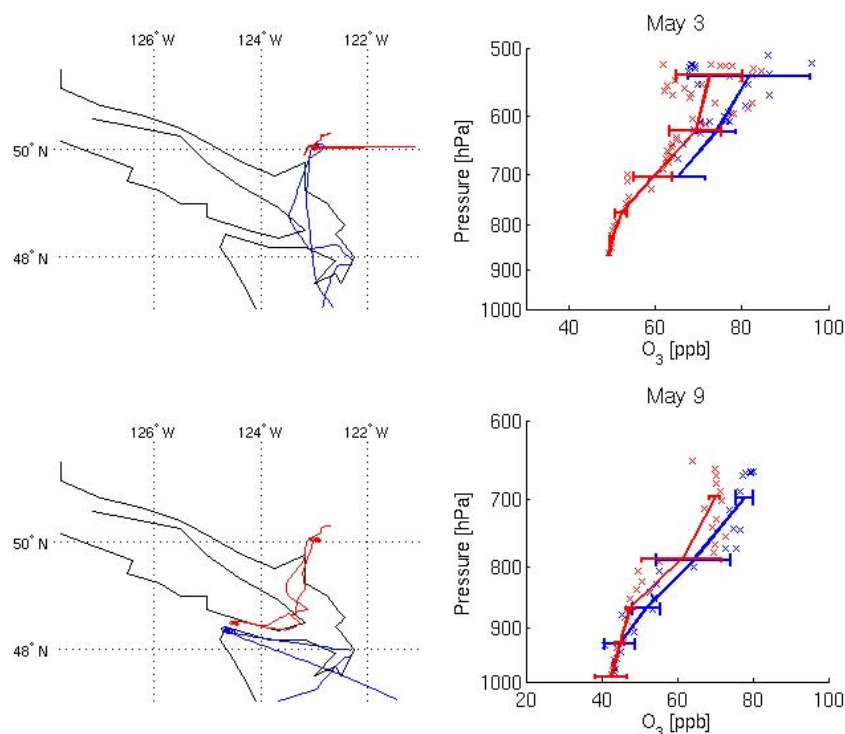 126° W 124° W 122° W
50° N
48° N
May 3
500
600
700
800
900
1000
Pressure [hPa]
40 60 80 100
O₃ [ppb]
126° W 124° W 122° W
50° N
48° N
May 9
600
700
800
900
1000
Pressure [hPa]
20 40 60 80 100
O₃ [ppb]